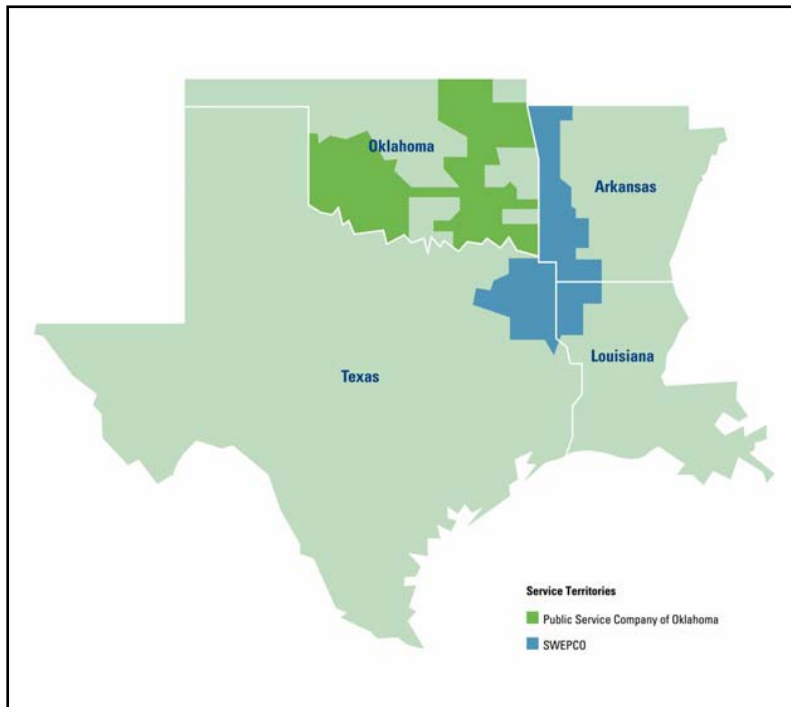 Oklahoma
Arkansas
Louisiana
Texas
Service Territories
Public Service Company of Oklahoma
SWEPCO